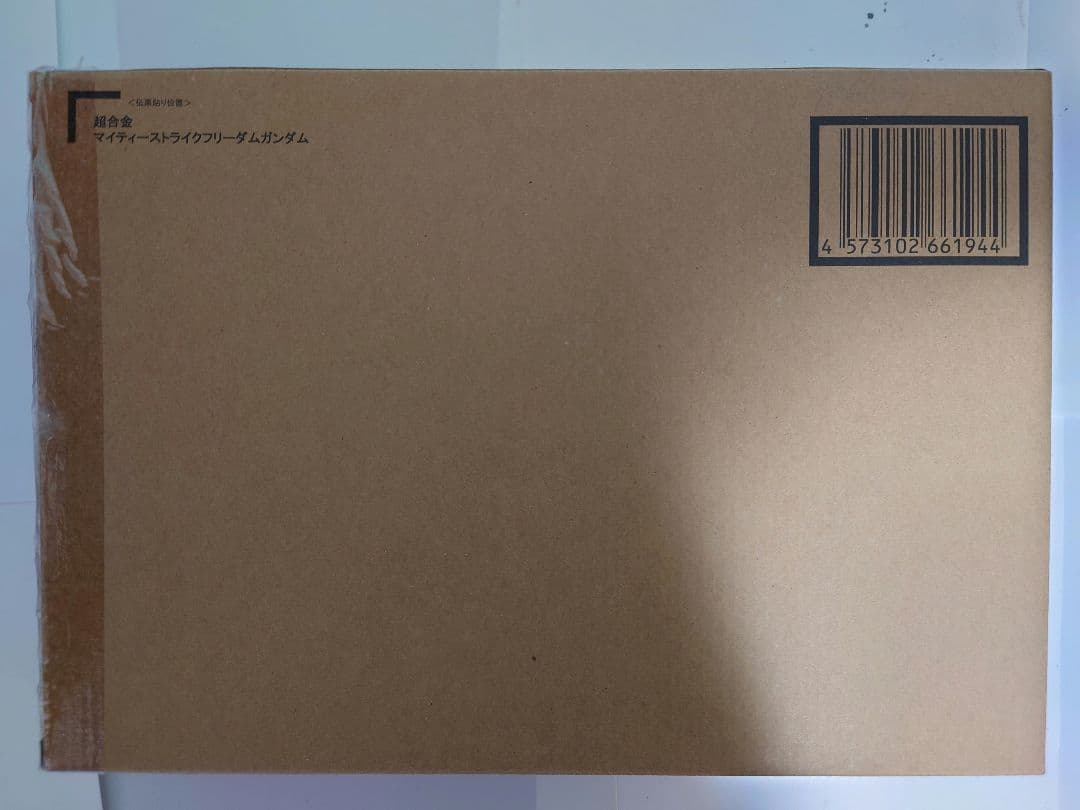 ＜伝票貼り位置＞
超合金
マイティーストライクフリーダムガンダム
4 573102 661944